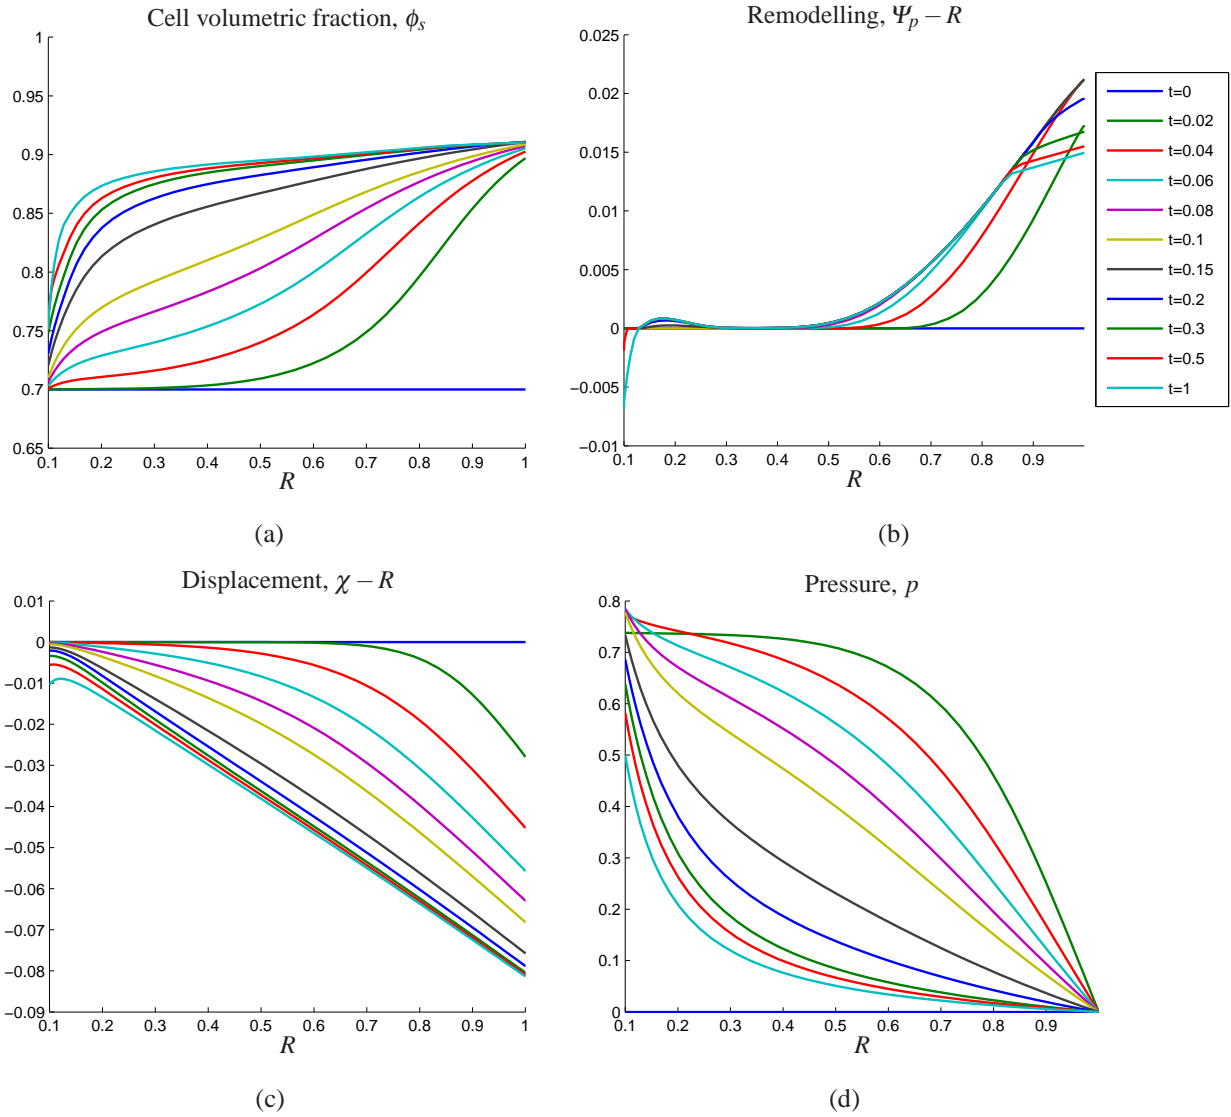 Cell volumetric fraction, ϕs
1
0.95
0.9
0.85
0.8
0.75
0.7
0.65
0.1 0.2 0.3 0.4 0.5 0.6 0.7 0.8 0.9 1
R
(a)
Remodelling, Ψp − R
0.025
0.02
0.015
0.01
0.005
0
−0.005
−0.01
0.1 0.2 0.3 0.4 0.5 0.6 0.7 0.8 0.9
R
(b)
t=0
t=0.02
t=0.04
t=0.06
t=0.08
t=0.1
t=0.15
t=0.2
t=0.3
t=0.5
t=1
Displacement, χ − R
0.01
0
−0.01
−0.02
−0.03
−0.04
−0.05
−0.06
−0.07
−0.08
−0.09
0.1 0.2 0.3 0.4 0.5 0.6 0.7 0.8 0.9 1
R
(c)
Pressure, p
0.8
0.7
0.6
0.5
0.4
0.3
0.2
0.1
0
0.1 0.2 0.3 0.4 0.5 0.6 0.7 0.8 0.9
R
(d)